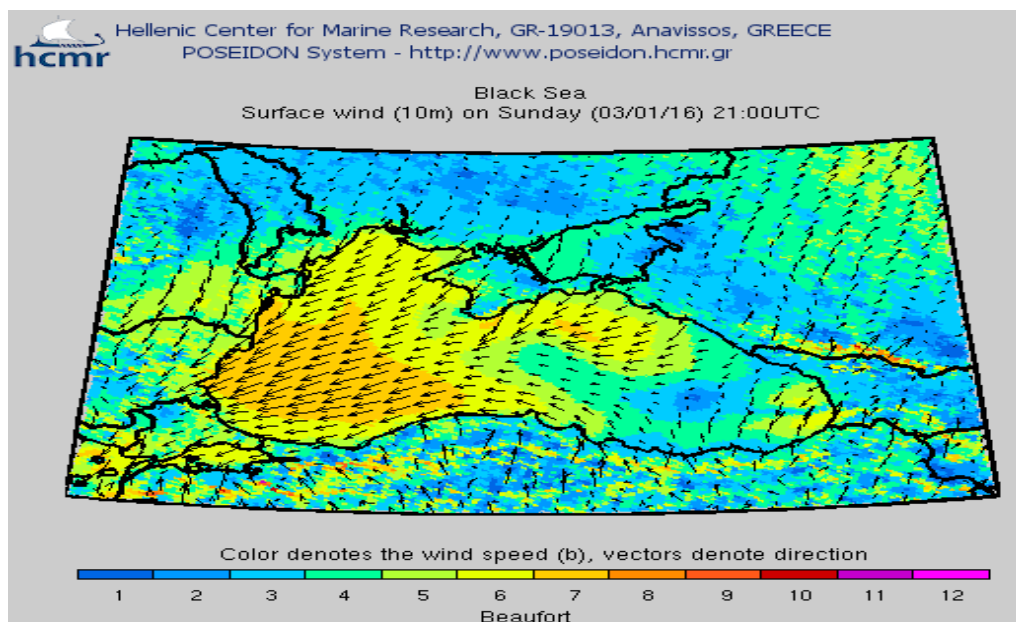 Hellenic Center for Marine Research, GR-19013, Anavissos, GREECE
hcmr
POSEIDON System - http://www.poseidon.hcmr.gr
Black Sea
Surface wind (10m) on Sunday (03/01/16) 21:00UTC
Color denotes the wind speed (b), vectors denote direction
1 2 3 4 5 6 7 8 9 10 11 12
Beaufort